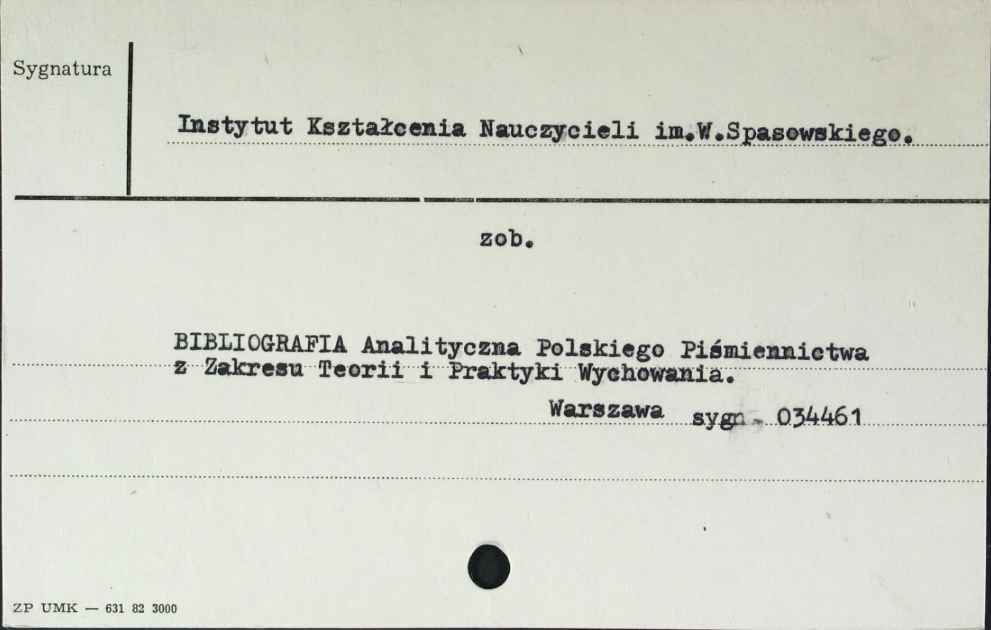 Sygnatura
Instytut Kształcenia Nauczycieli im.W.Spasowskiego.
zob.
BIBLIOGRAFIA Analityczna Polskiego Piśmiennictwa
z Zakresu Teorii i Praktyki Wychowania.
Warszawa sygn - 034461
ZP UMK — 631 82 3000